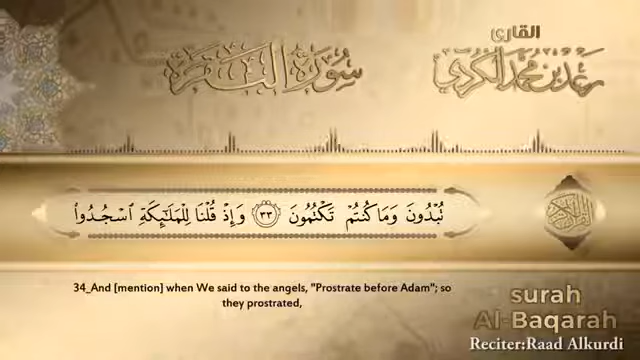 القارئ
رعد بن محمد الكردي
سورة البقرة
تُبْدُونَ وَمَا كُنتُمْ تَكْتُمُونَ ٣٣ وَإِذْ قُلْنَا لِلْمَلَٰٓئِكَةِ ٱسْجُدُوا۟
34_And [mention] when We said to the angels, "Prostrate before Adam"; so
they prostrated,
surah
Al-Baqarah
Reciter:Raad Alkurdi